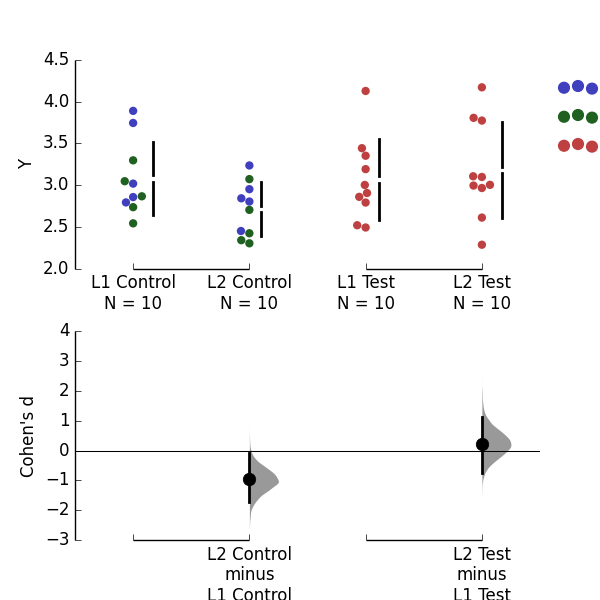 4.5
4.0
3.5
3.0
2.5
2.0
Y
L1 Control
N = 10
L2 Control
N = 10
L1 Test
N = 10
L2 Test
N = 10
4
3
2
1
0
−1
−2
−3
Cohen's d
L2 Control
minus
L1 Control
L2 Test
minus
L1 Test